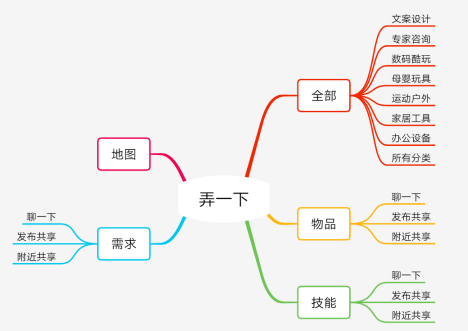 弄一下
全部
文案设计
专家咨询
数码酷玩
母婴玩具
运动户外
家居工具
办公设备
所有分类
物品
聊一下
发布共享
附近共享
技能
聊一下
发布共享
附近共享
地图
需求
聊一下
发布共享
附近共享